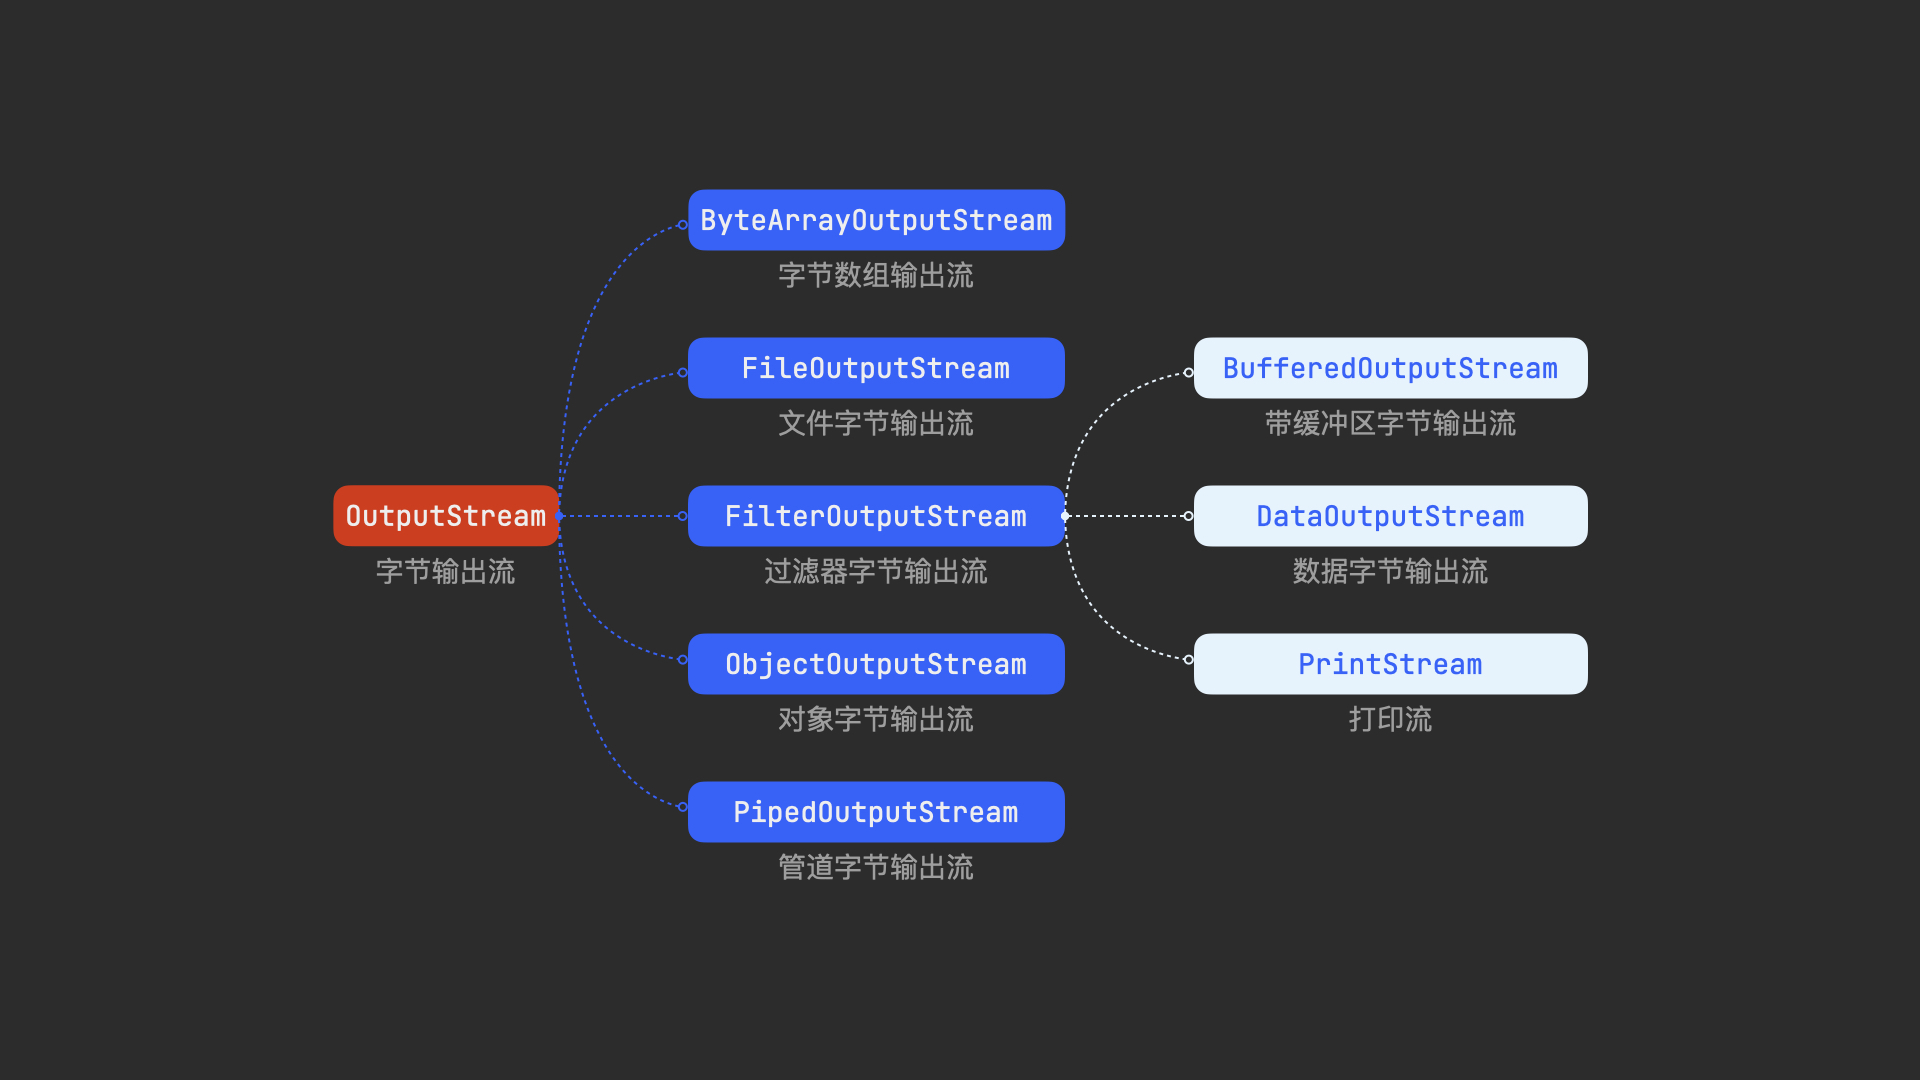 OutputStream
字节输出流
ByteArrayOutputStream
字节数组输出流
FileOutputStream
文件字节输出流
FilterOutputStream
过滤器字节输出流
ObjectOutputStream
对象字节输出流
PipedOutputStream
管道字节输出流
BufferedOutputStream
带缓冲区字节输出流
DataOutputStream
数据字节输出流
PrintStream
打印流